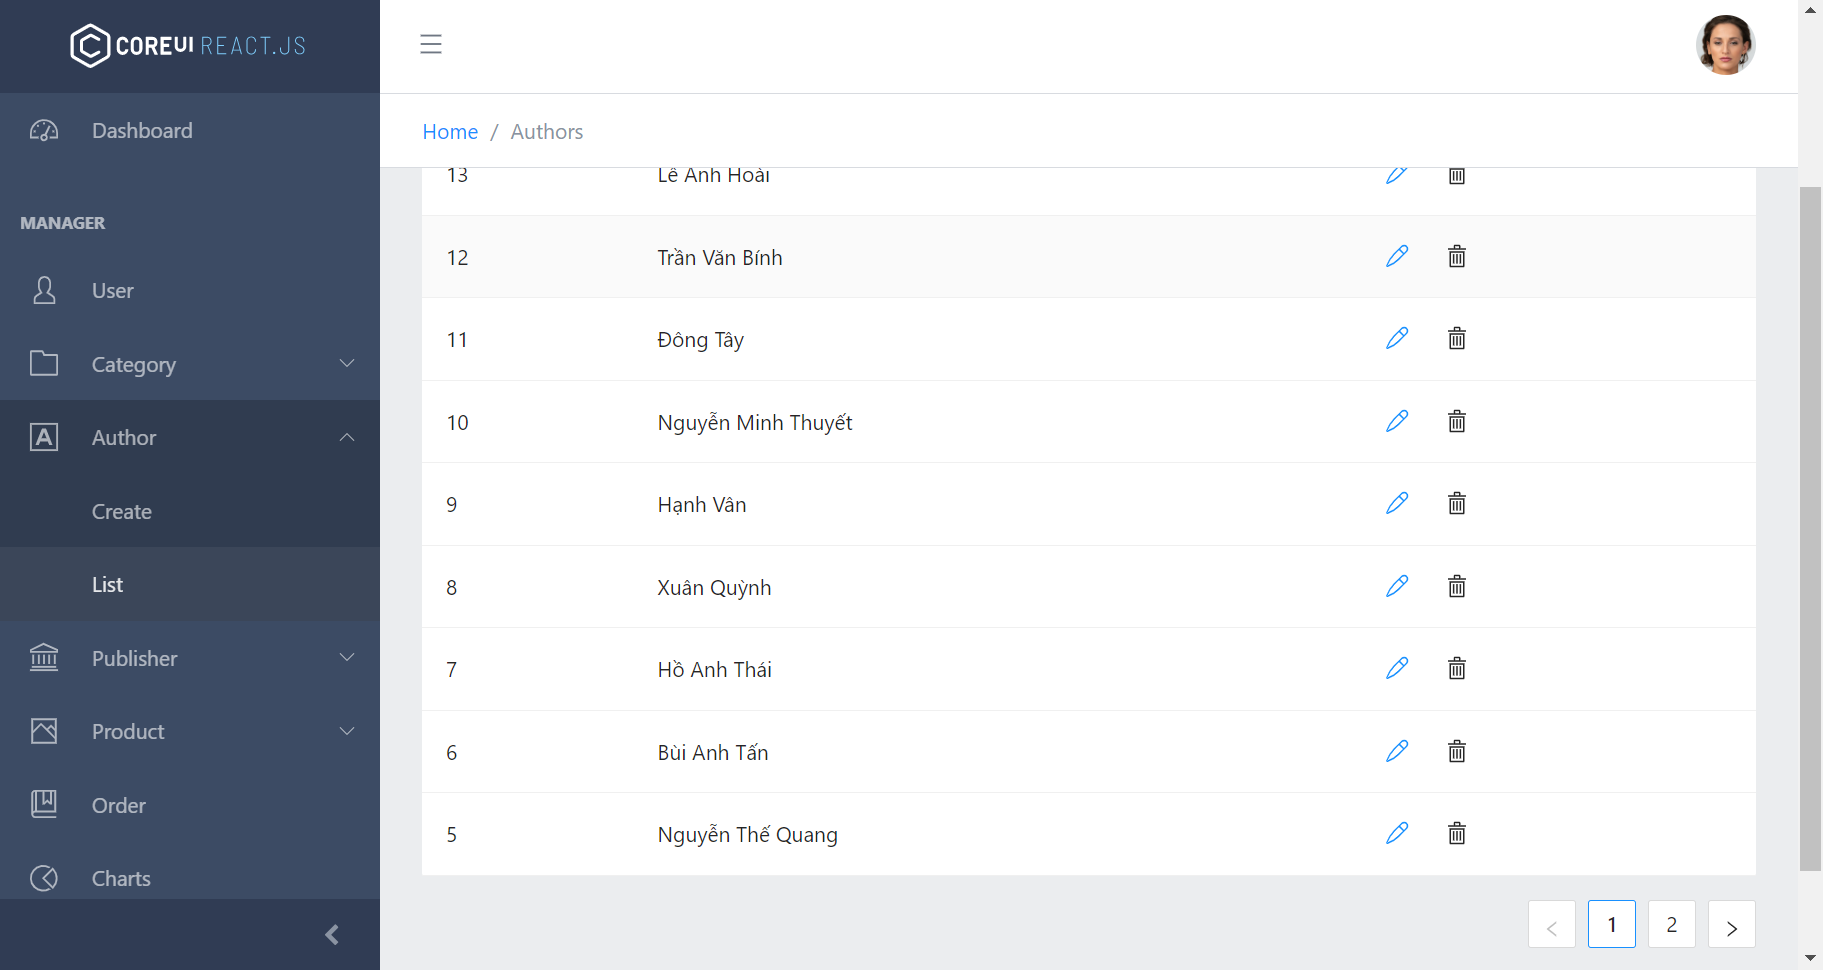 COREUI REACT.JS
Dashboard
MANAGER
User
Category
Author
Create
List
Publisher
Product
Order
Charts
Home / Authors
13 Lê Anh Hoài
12 Trần Văn Bính
11 Đông Tây
10 Nguyễn Minh Thuyết
9 Hạnh Vân
8 Xuân Quỳnh
7 Hồ Anh Thái
6 Bùi Anh Tấn
5 Nguyễn Thế Quang
< 1 2 >